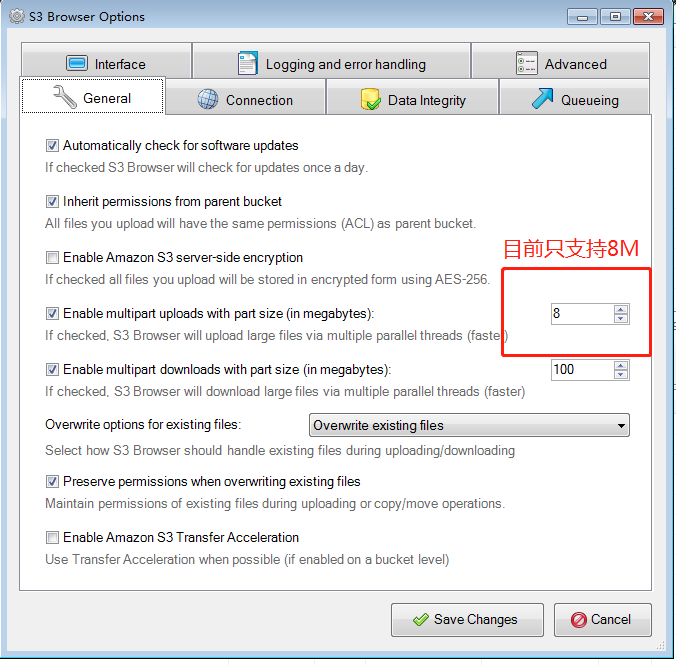 S3 Browser Options
Interface
Logging and error handling
Advanced
General
Connection
Data Integrity
Queueing
Automatically check for software updates
If checked S3 Browser will check for updates once a day.
Inherit permissions from parent bucket
All files you upload will have the same permissions (ACL) as parent bucket.
目前只支持8M
Enable Amazon S3 server-side encryption
If checked all files you upload will be stored in encrypted form using AES-256.
Enable multipart uploads with part size (in megabytes):
8
If checked, S3 Browser will upload large files via multiple parallel threads (faster)
Enable multipart downloads with part size (in megabytes):
100
If checked, S3 Browser will download large files via multiple parallel threads (faster)
Overwrite options for existing files:
Overwrite existing files
Select how S3 Browser should handle existing files during uploading/downloading
Preserve permissions when overwriting existing files
Maintain permissions of existing files during uploading or copy/move operations.
Enable Amazon S3 Transfer Acceleration
Use Transfer Acceleration when possible (if enabled on a bucket level)
Save Changes
Cancel